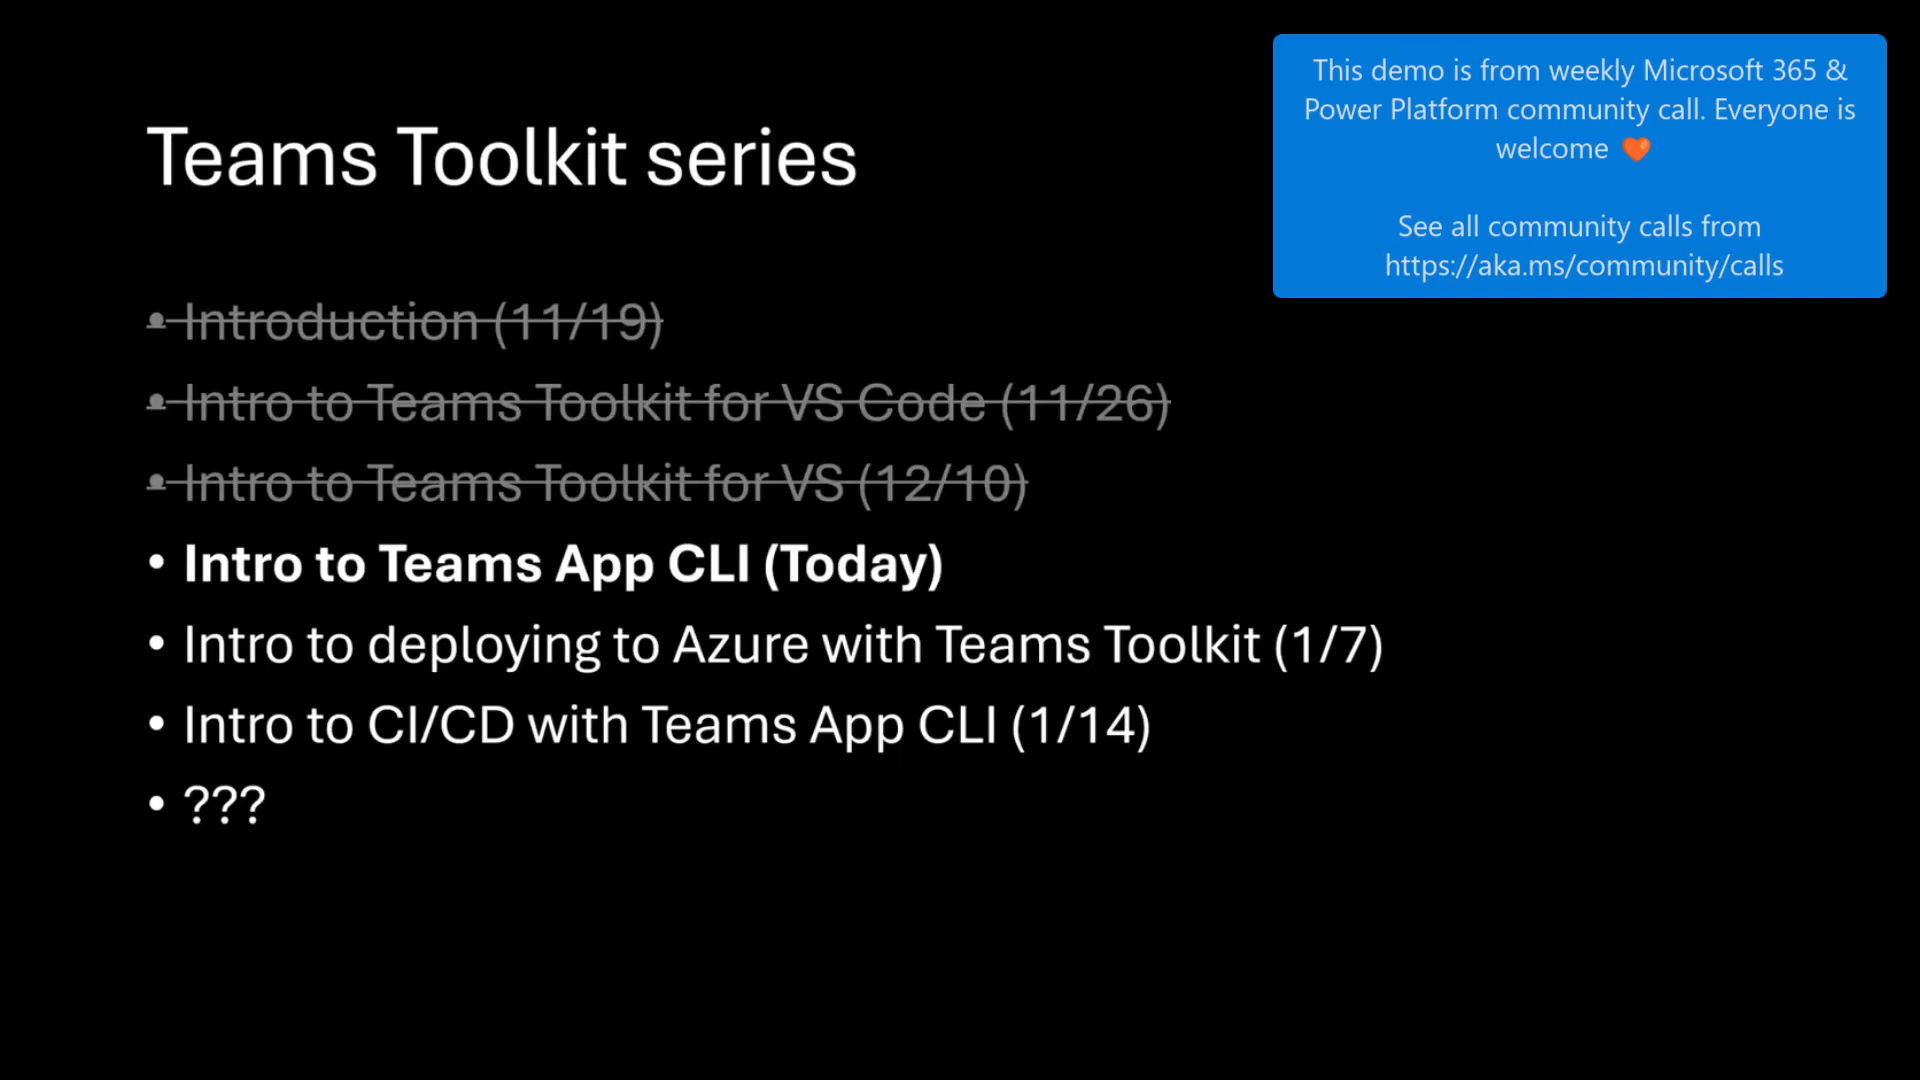 Teams Toolkit series
• Introduction (11/19)
• Intro to Teams Toolkit for VS Code (11/26)
• Intro to Teams Toolkit for VS (12/10)
• Intro to Teams App CLI (Today)
• Intro to deploying to Azure with Teams Toolkit (1/7)
• Intro to CI/CD with Teams App CLI (1/14)
• ???
This demo is from weekly Microsoft 365 &
Power Platform community call. Everyone is
welcome 🧡
See all community calls from
https://aka.ms/community/calls